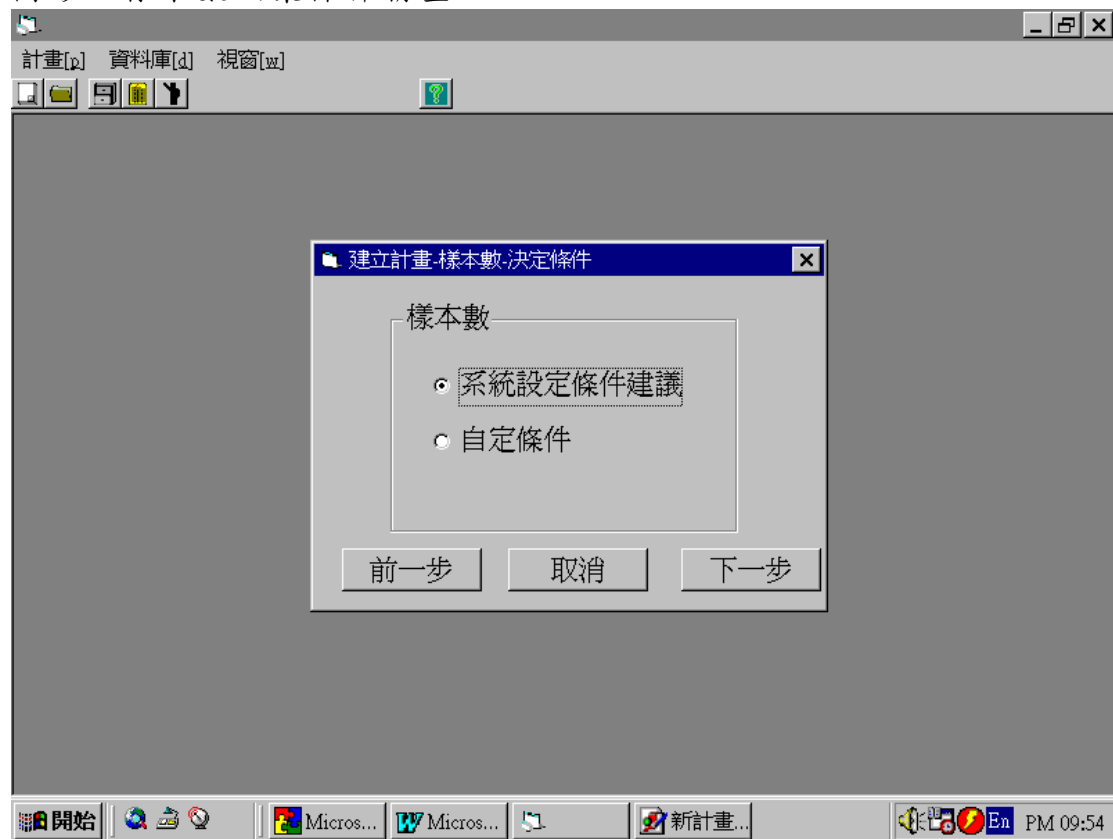 計畫[p] 資料庫[d] 視窗[w]
建立計畫-樣本數-決定條件
樣本數
系統設定條件建議
自定條件
前一步 取消 下一步
開始 Micros... Micros... 新計畫... En PM 09:54